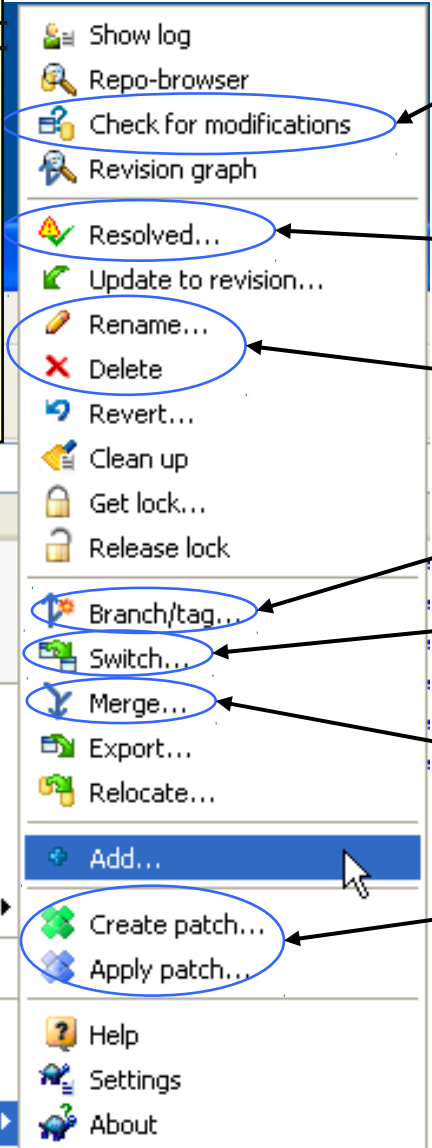 Show log
Repo-browser
Check for modifications
Revision graph
Resolved...
Update to revision...
Rename...
Delete
Revert...
Clean up
Get lock...
Release lock
Branch/tag...
Switch...
Merge...
Export...
Relocate...
Add...
Create patch...
Apply patch...
Help
Settings
About